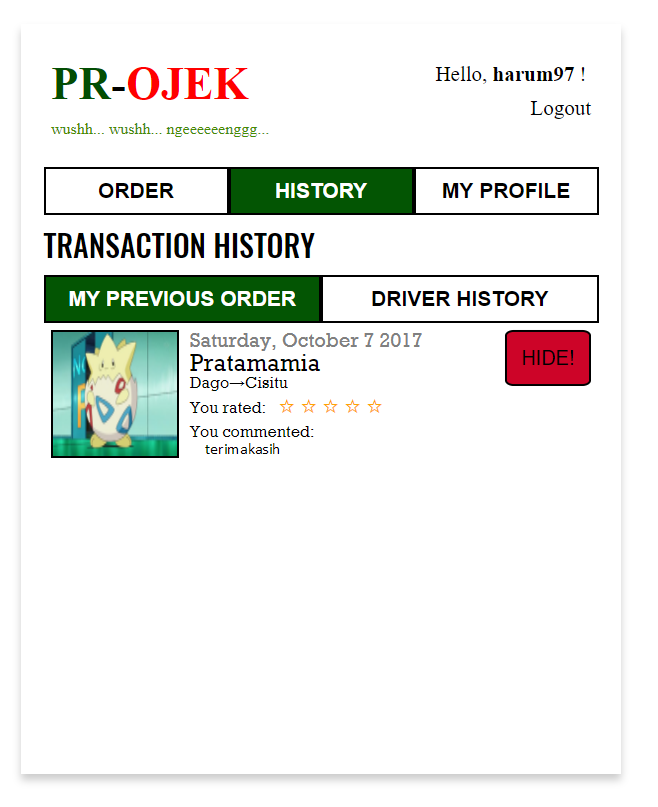 PR-OJEK
Hello, harum97 !
Logout
wushh... wushh... ngeeeeeenggg...
ORDER
HISTORY
MY PROFILE
TRANSACTION HISTORY
MY PREVIOUS ORDER
DRIVER HISTORY
Saturday, October 7 2017
HIDE!
Pratamamia
Dago→Cisitu
You rated: ☆ ☆ ☆ ☆ ☆
You commented:
terimakasih